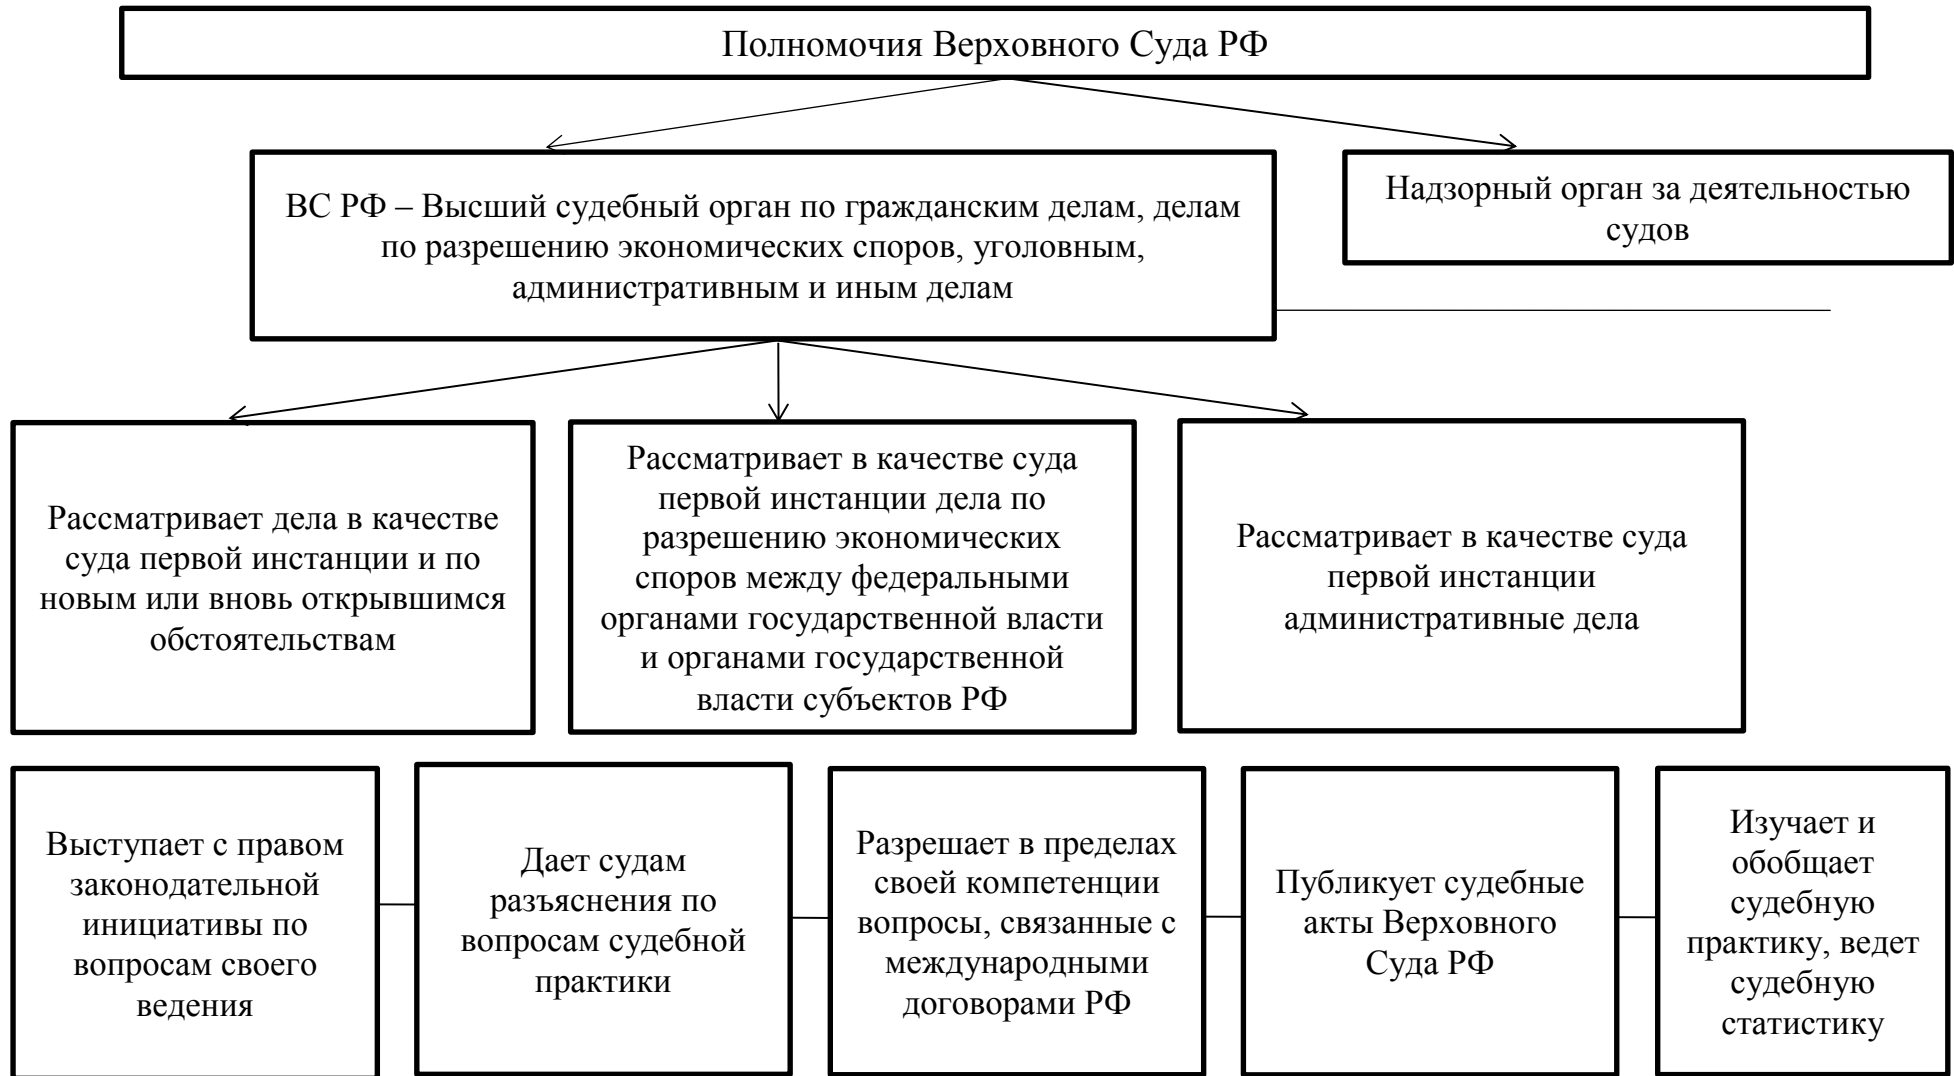 Полномочия Верховного Суда РФ
ВС РФ – Высший судебный орган по гражданским делам, делам
по разрешению экономических споров, уголовным,
административным и иным делам
Надзорный орган за деятельностью
судов
Рассматривает дела в качестве
суда первой инстанции и по
новым или вновь открывшимся
обстоятельствам
Рассматривает в качестве суда
первой инстанции дела по
разрешению экономических
споров между федеральными
органами государственной власти
и органами государственной
власти субъектов РФ
Рассматривает в качестве суда
первой инстанции
административные дела
Выступает с правом
законодательной
инициативы по
вопросам своего
ведения
Дает судам
разъяснения по
вопросам судебной
практики
Разрешает в пределах
своей компетенции
вопросы, связанные с
международными
договорами РФ
Публикует судебные
акты Верховного
Суда РФ
Изучает и
обобщает
судебную
практику, ведет
судебную
статистику